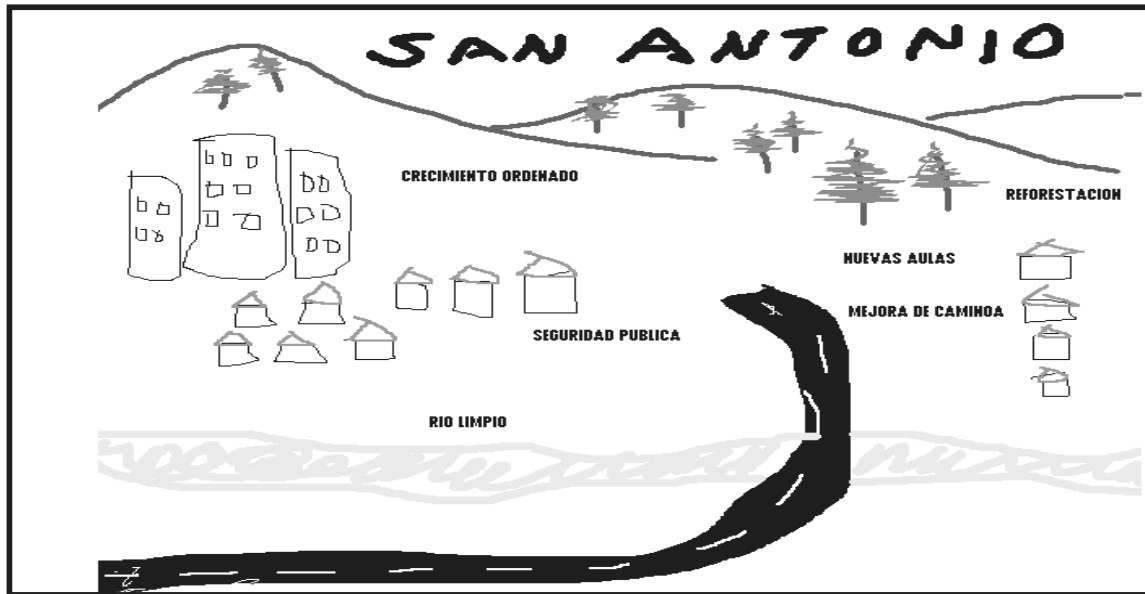 SAN ANTONIO
CRECIMIENTO ORDENADO
REFORESTACION
NUEVAS AULAS
MEJORA DE CAMINOA
SEGURIDAD PUBLICA
RIO LIMPIO